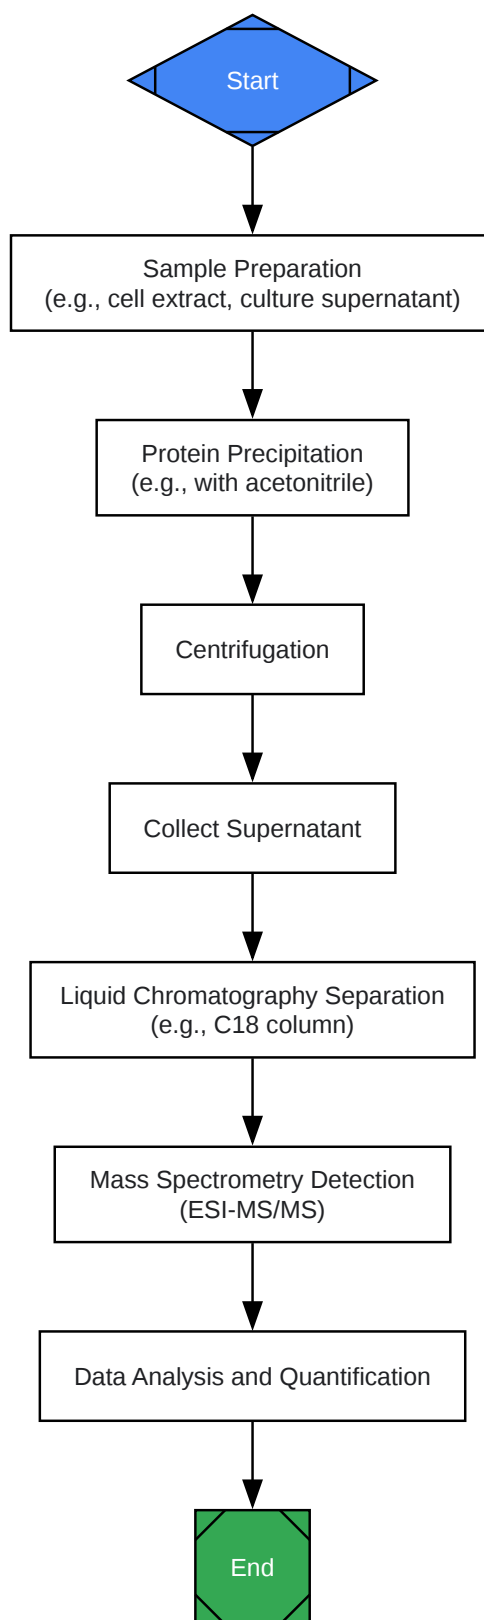 Start
Sample Preparation
(e.g., cell extract, culture supernatant)
Protein Precipitation
(e.g., with acetonitrile)
Centrifugation
Collect Supernatant
Liquid Chromatography Separation
(e.g., C18 column)
Mass Spectrometry Detection
(ESI-MS/MS)
Data Analysis and Quantification
End